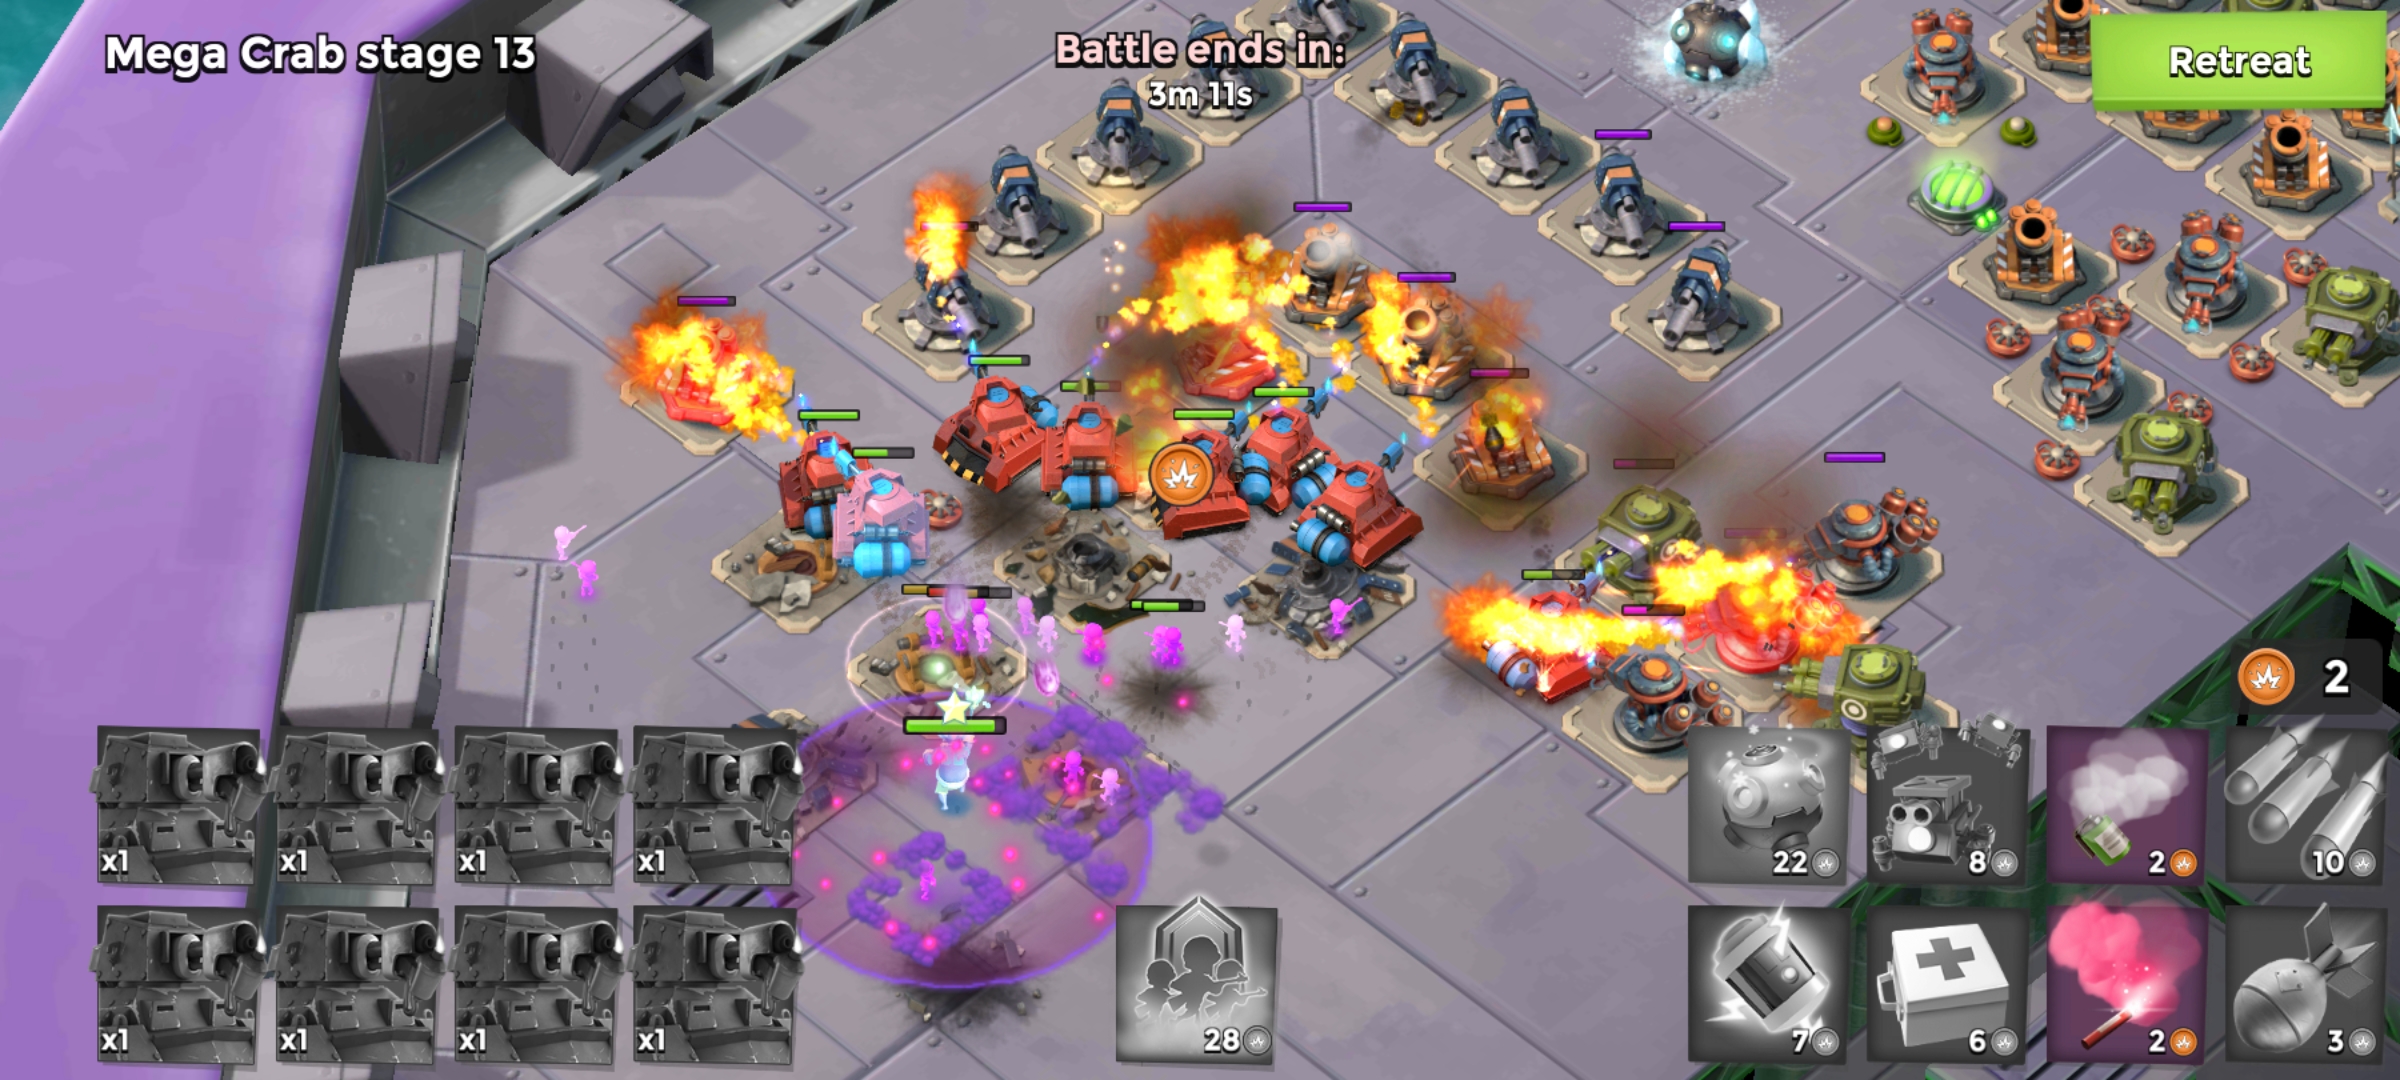 Mega Crab stage 13
Battle ends in:
3m 11s
Retreat
2
x1
x1
x1
x1
22
8
2
10
x1
x1
x1
x1
28
7
6
2
3